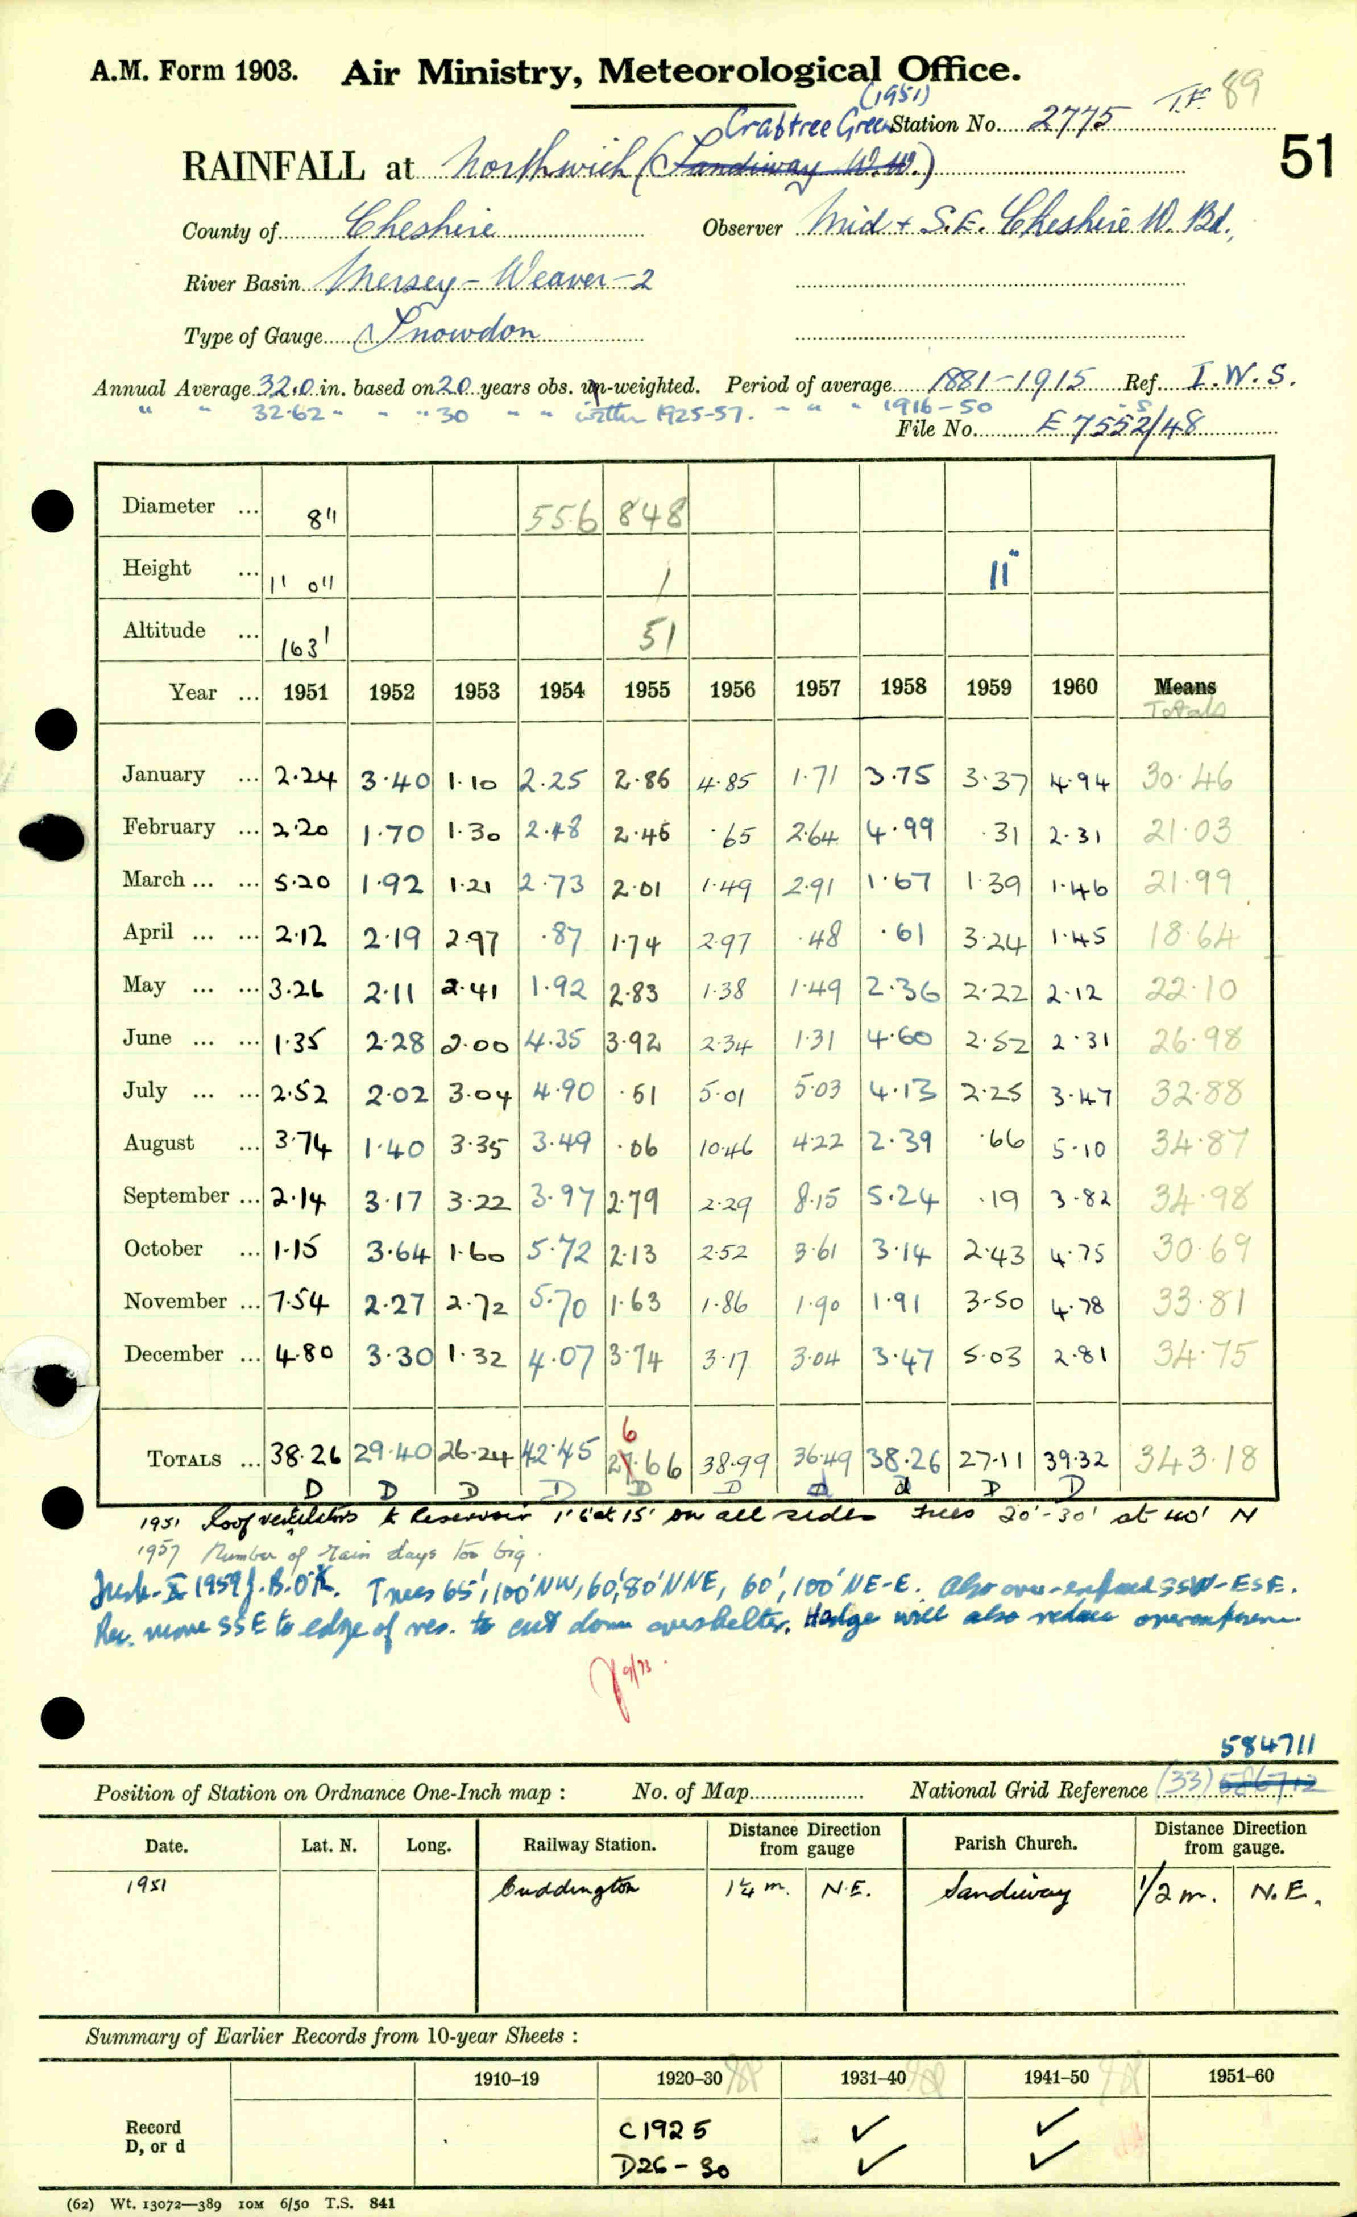 A.M. Form 1903. Air Ministry, Meteorological Office.
(1951) T.F. 89
Crabtree Green Station No. 2775
RAINFALL at Northwich (Sandiway W.W.) 51
County of Cheshire Observer Mid + S.E. Cheshire W. Bd.,
River Basin Mersey - Weaver - 2
Type of Gauge Snowdon
Annual Average 32.0 in. based on 20 years obs. un-weighted. Period of average 1881-1915 Ref. I.W.S.
" " 32.62 " " " 30 " " within 1925-57. " " " 1916-50
File No. E 7552/48
Diameter ... 8" 556 848
Height ... 1' 0" 1 11"
Altitude ... 163' 51
Year ... 1951 1952 1953 1954 1955 1956 1957 1958 1959 1960 Means
Totals
January ... 2.24 3.40 1.10 2.25 2.86 4.85 1.71 3.75 3.37 4.94 30.46
February ... 2.20 1.70 1.30 2.48 2.45 .65 2.64 4.99 .31 2.31 21.03
March ... ... 5.20 1.92 1.21 2.73 2.01 1.49 2.91 1.67 1.39 1.46 21.99
April ... ... 2.12 2.19 2.97 .87 1.74 2.97 .48 .61 3.24 1.45 18.64
May ... ... 3.26 2.11 2.41 1.92 2.83 1.38 1.49 2.36 2.22 2.12 22.10
June ... ... 1.35 2.28 2.00 4.35 3.92 2.34 1.31 4.60 2.52 2.31 26.98
July ... ... 2.52 2.02 3.04 4.90 .51 5.01 5.03 4.13 2.25 3.47 32.88
August ... 3.74 1.40 3.35 3.49 .06 10.46 4.22 2.39 .66 5.10 34.87
September ... 2.14 3.17 3.22 3.97 2.79 2.29 8.15 5.24 .19 3.82 34.98
October ... 1.15 3.64 1.60 5.72 2.13 2.52 3.61 3.14 2.43 4.75 30.69
November ... 7.54 2.27 2.72 5.70 1.63 1.86 1.90 1.91 3.50 4.78 33.81
December ... 4.80 3.30 1.32 4.07 3.74 3.17 3.04 3.47 5.03 2.81 34.75
6
TOTALS ... 38.26 29.40 26.24 42.45 27.66 38.99 36.49 38.26 27.11 39.32 343.18
D D D D D D d d D D
1951 Roof ventilators to Reservoir 1'6" at 15' on all sides Trees 20'-30' at 40' N
1957 Number of rain days too big.
X 1959 J.B.O'K. Trees 65', 100' NW, 60', 80' NNE, 60', 100' NE-E. Also over-exposed SSW-ESE.
Rec. move SSE to edge of res. to cut down overshelter. Hedge will also reduce overexposure
9/73.
584711
Position of Station on Ordnance One-Inch map : No. of Map National Grid Reference (33) 586712
Date. Lat. N. Long. Railway Station. Distance from Direction gauge Parish Church. Distance from Direction gauge.
1951 Cuddington 1¼ m. N.E. Sandiway 1/2 m. N.E.
Summary of Earlier Records from 10-year Sheets :
1910–19 1920–30 1931–40 1941–50 1951–60
Record C1925 ✓ ✓
D, or d D26-30 ✓ ✓
(62) Wt. 13072—389 10M 6/50 T.S. 841